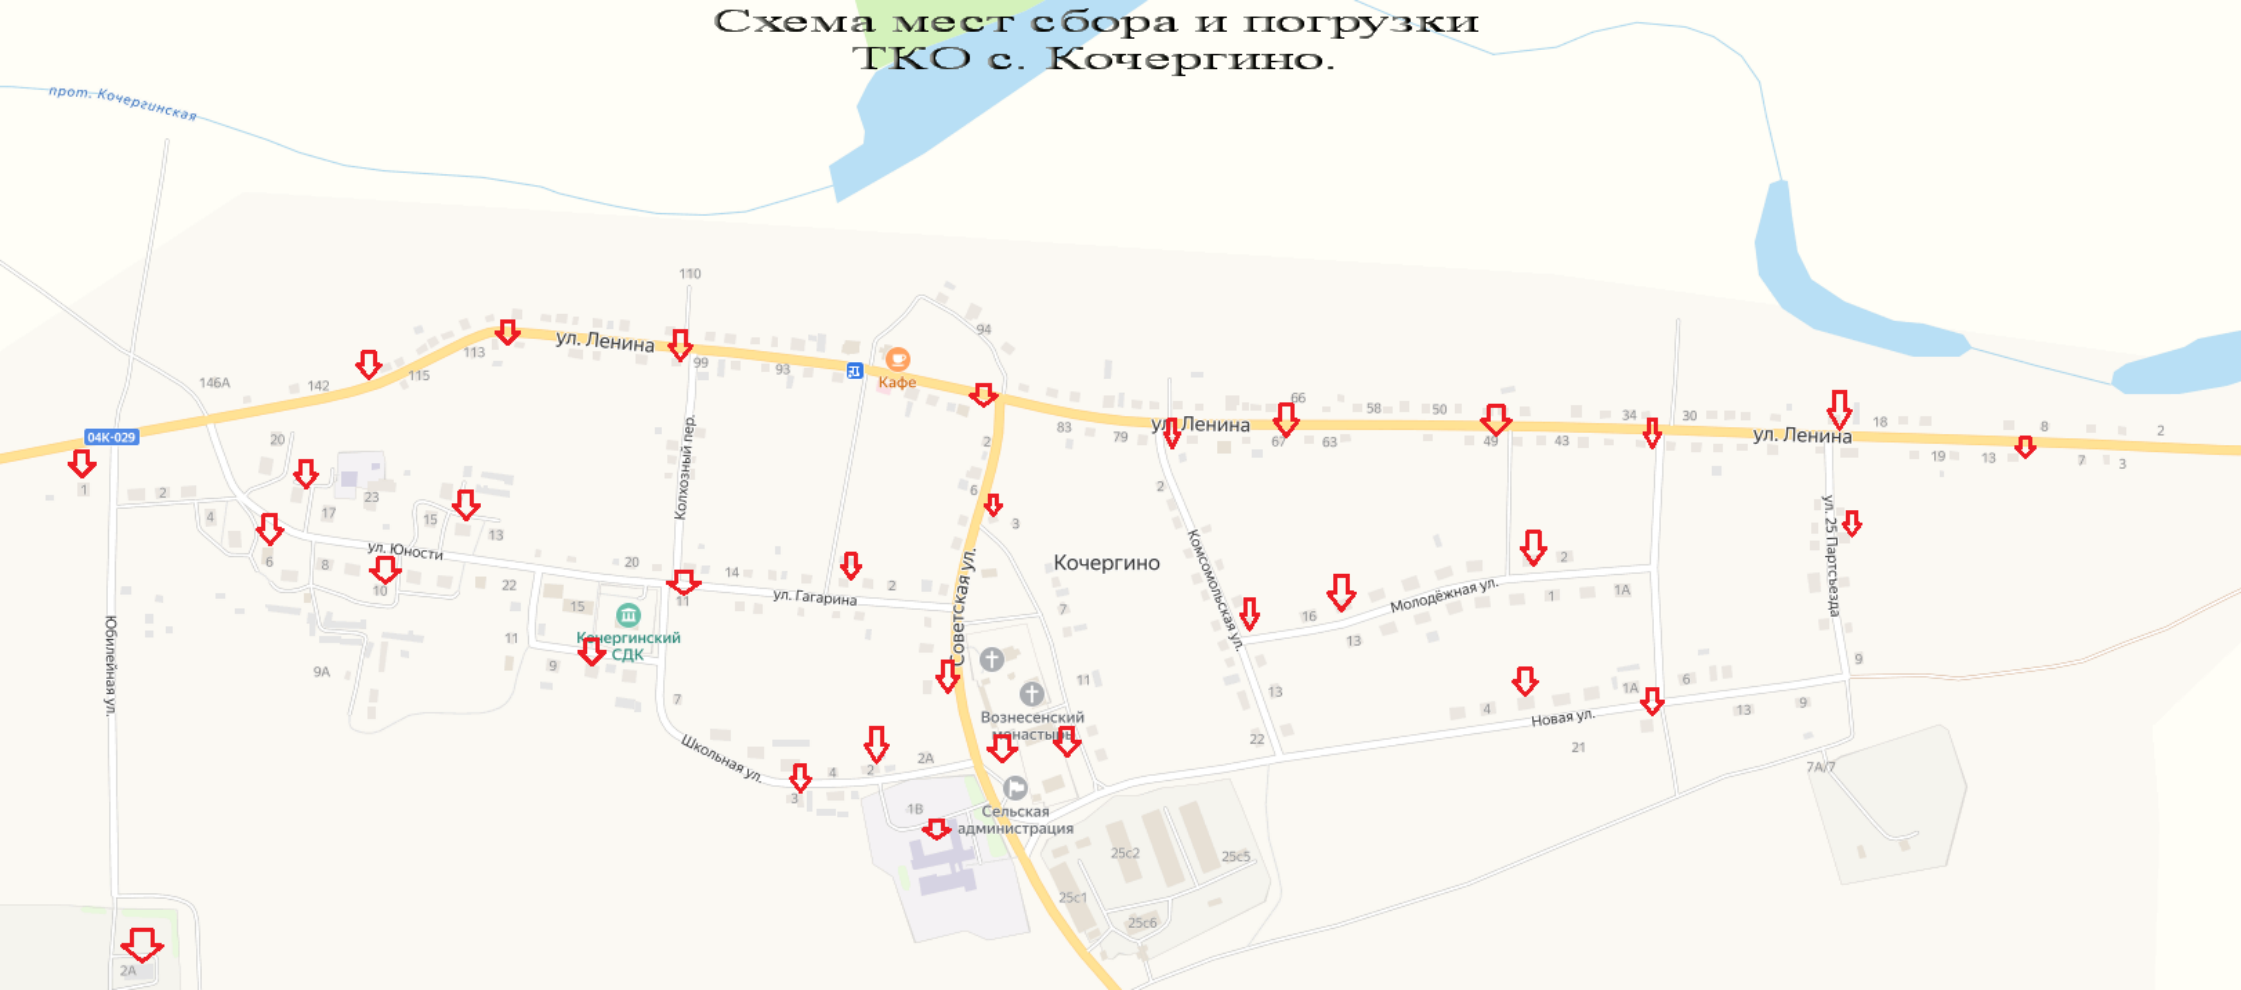 Схема мест сбора и погрузки
ТКО с. Кочергино.
прот. Кочергинская
110
94
146А
142
113
115
ул. Ленина
99
93
Кафе
04К-029
1
20
2
4
17
23
15
13
6
8
10
ул. Юности
22
20
15
11
9
9А
Юбилейная ул.
2А
Колхозный пер.
14
2
11
ул. Гагарина
Кочергинский
СДК
7
Школьная ул.
3
4
2
2А
1В
2
6
3
Советская ул.
7
11
Вознесенский
монастырь
Сельская
администрация
Кочергино
83
79
ул. Ленина
66
67
63
58
50
49
43
34
30
ул. Ленина
18
19
13
8
7
3
2
2
Комсомольская ул.
13
22
16
13
Молодёжная ул.
2
1
1А
ул. 25 Партсъезда
9
4
1А
6
Новая ул.
21
13
9
7А/7
25с2
25с5
25с1
25с6